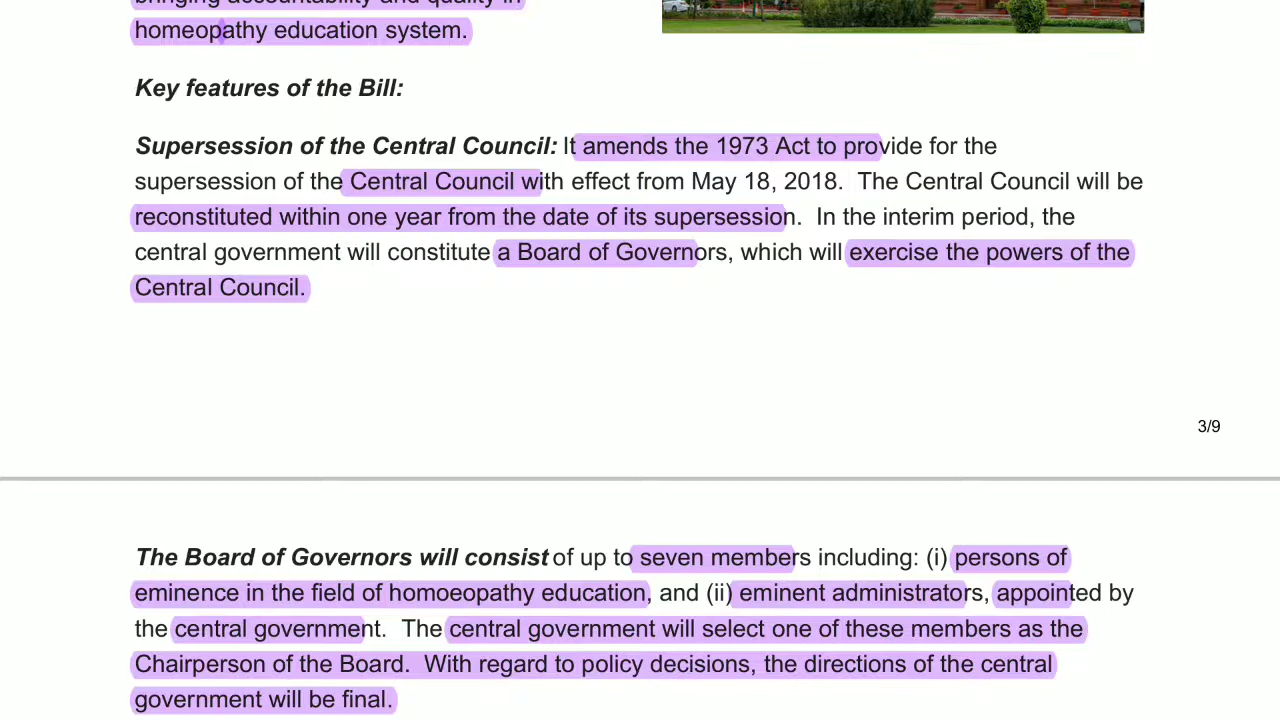 bringing accountability and quality in
homeopathy education system.
Key features of the Bill:
Supersession of the Central Council: It amends the 1973 Act to provide for the
supersession of the Central Council with effect from May 18, 2018. The Central Council will be
reconstituted within one year from the date of its supersession. In the interim period, the
central government will constitute a Board of Governors, which will exercise the powers of the
Central Council.
3/9
The Board of Governors will consist of up to seven members including: (i) persons of
eminence in the field of homoeopathy education, and (ii) eminent administrators, appointed by
the central government. The central government will select one of these members as the
Chairperson of the Board. With regard to policy decisions, the directions of the central
government will be final.